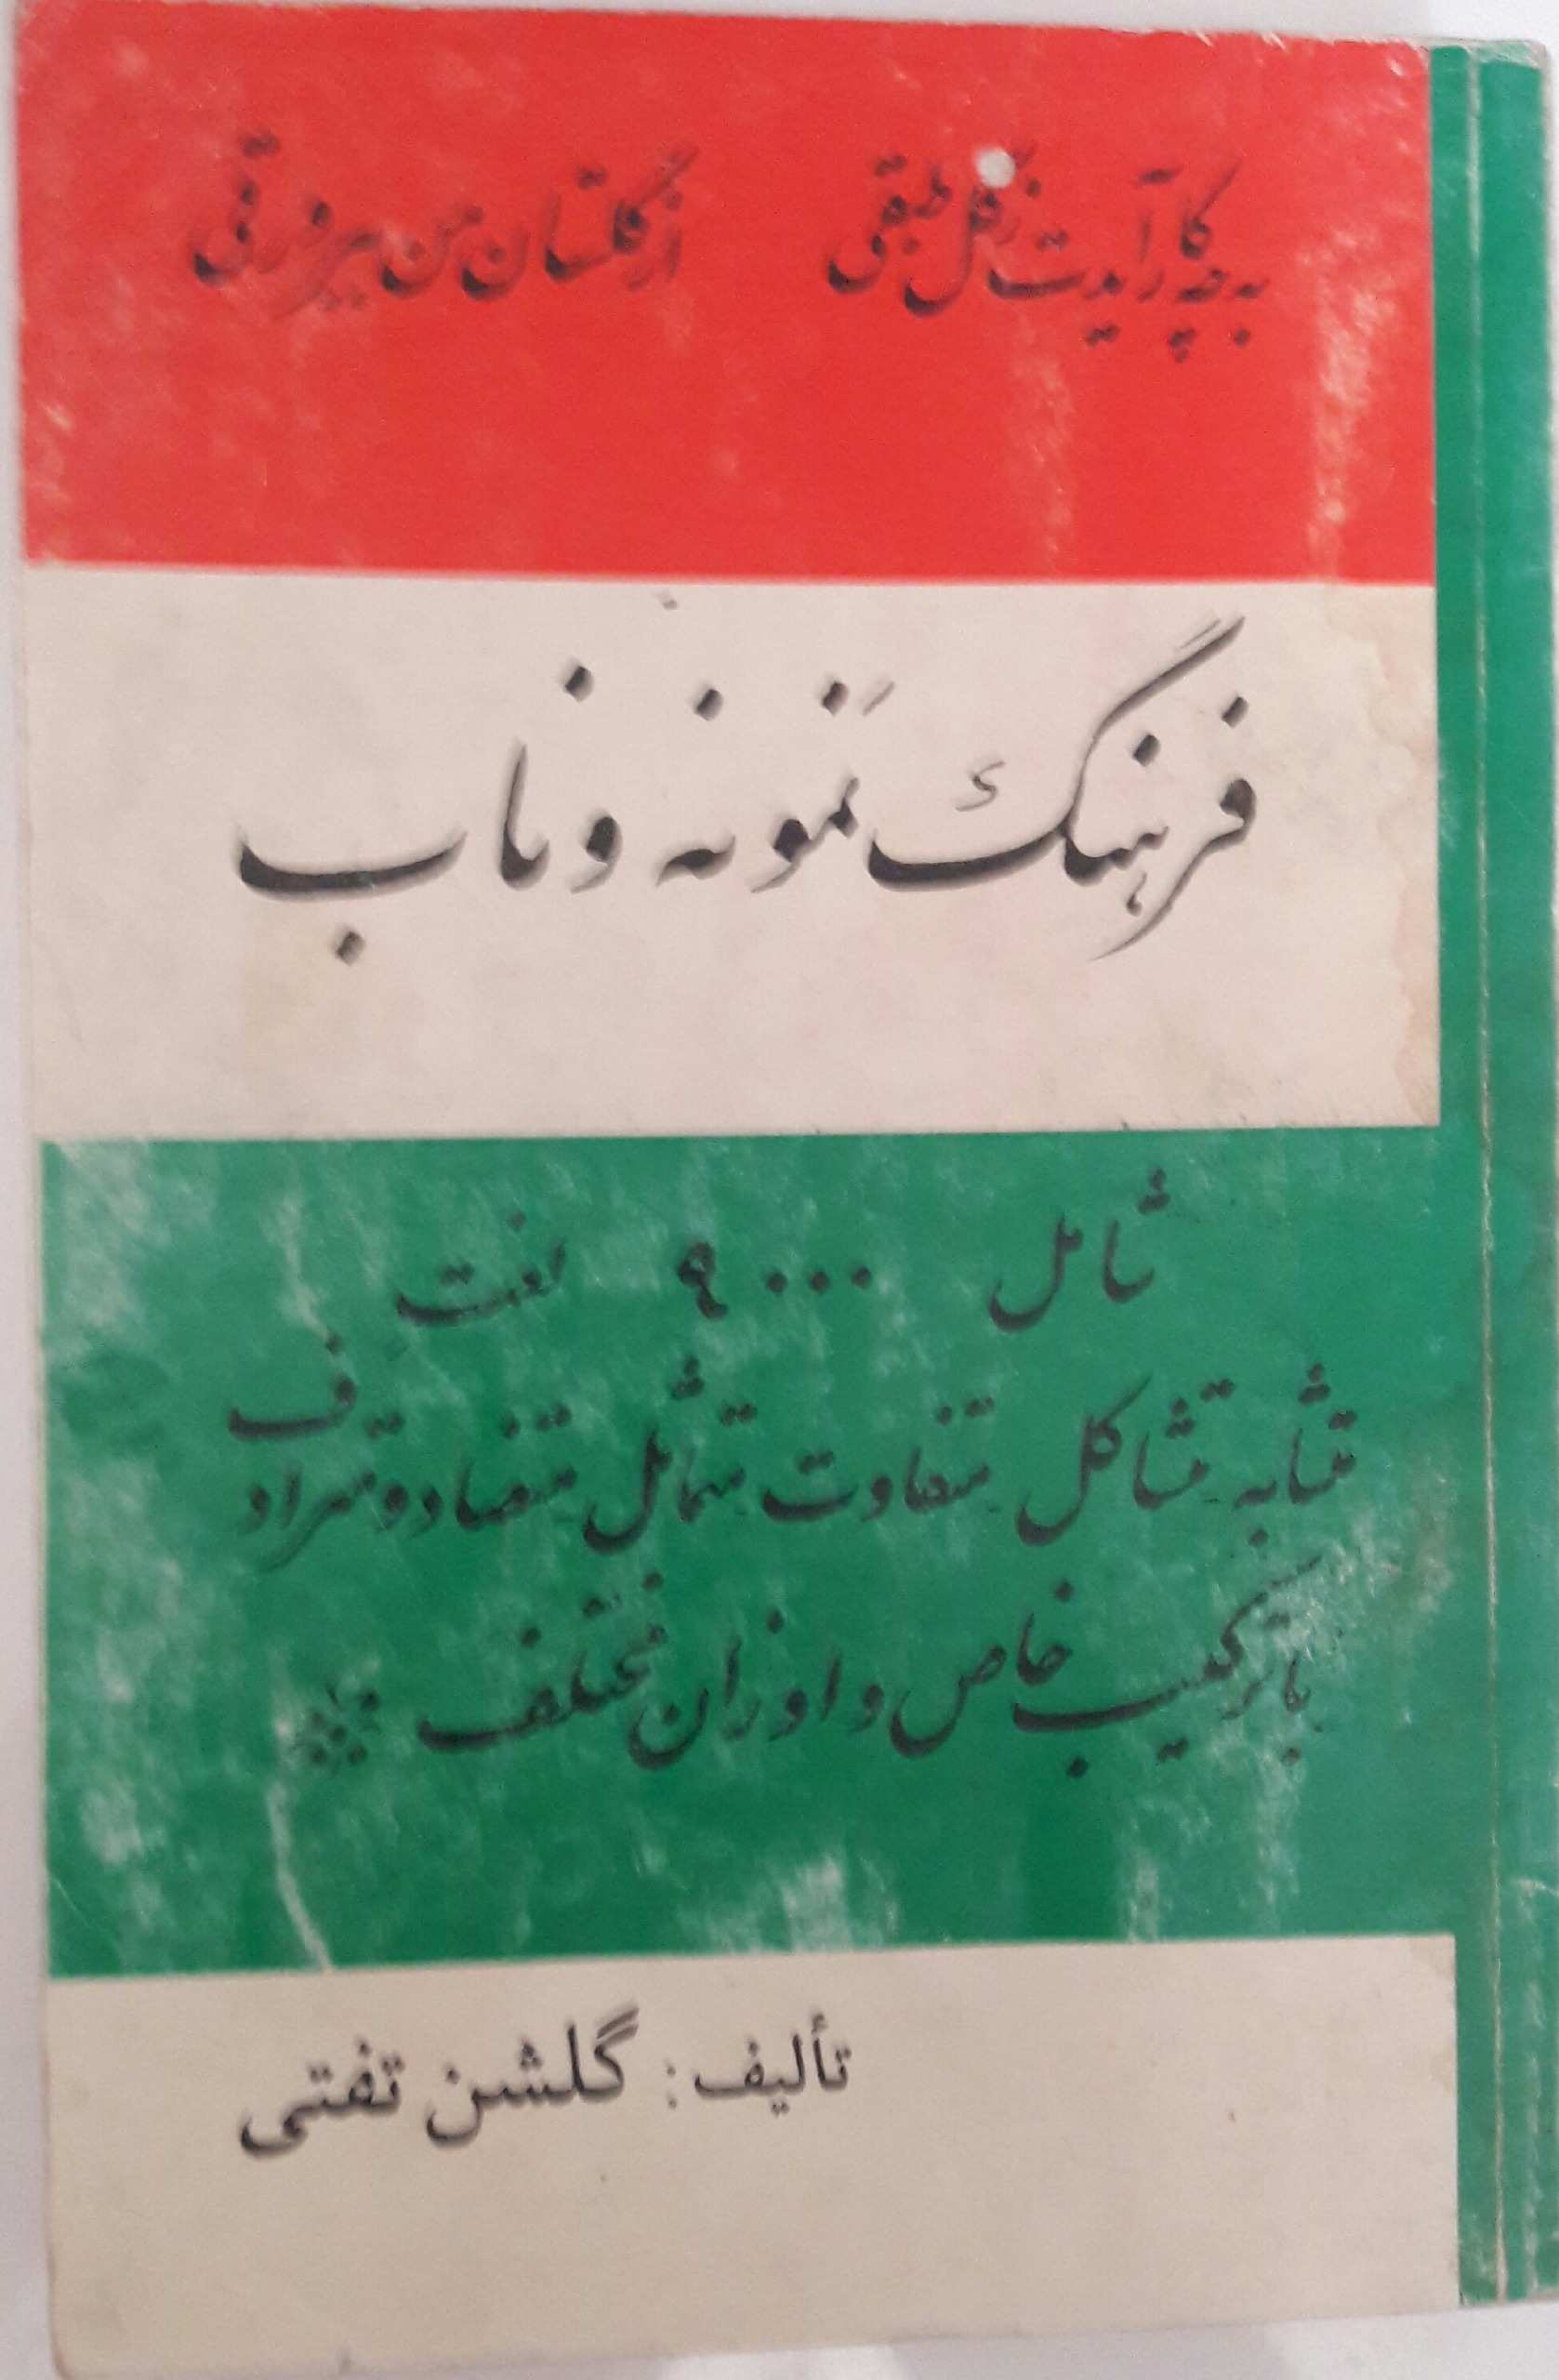 به چه کار آیدت ز گل طبقی از گلستان من ببر ورقی
فرهنگ نمونه و ناب
شامل ۹۰۰۰ لغت
متشابه متشاکل متفاوت متماثل متضاد و مترادف
با ترکیب خاص و اوزان مختلف
تألیف: گلشن تفتی